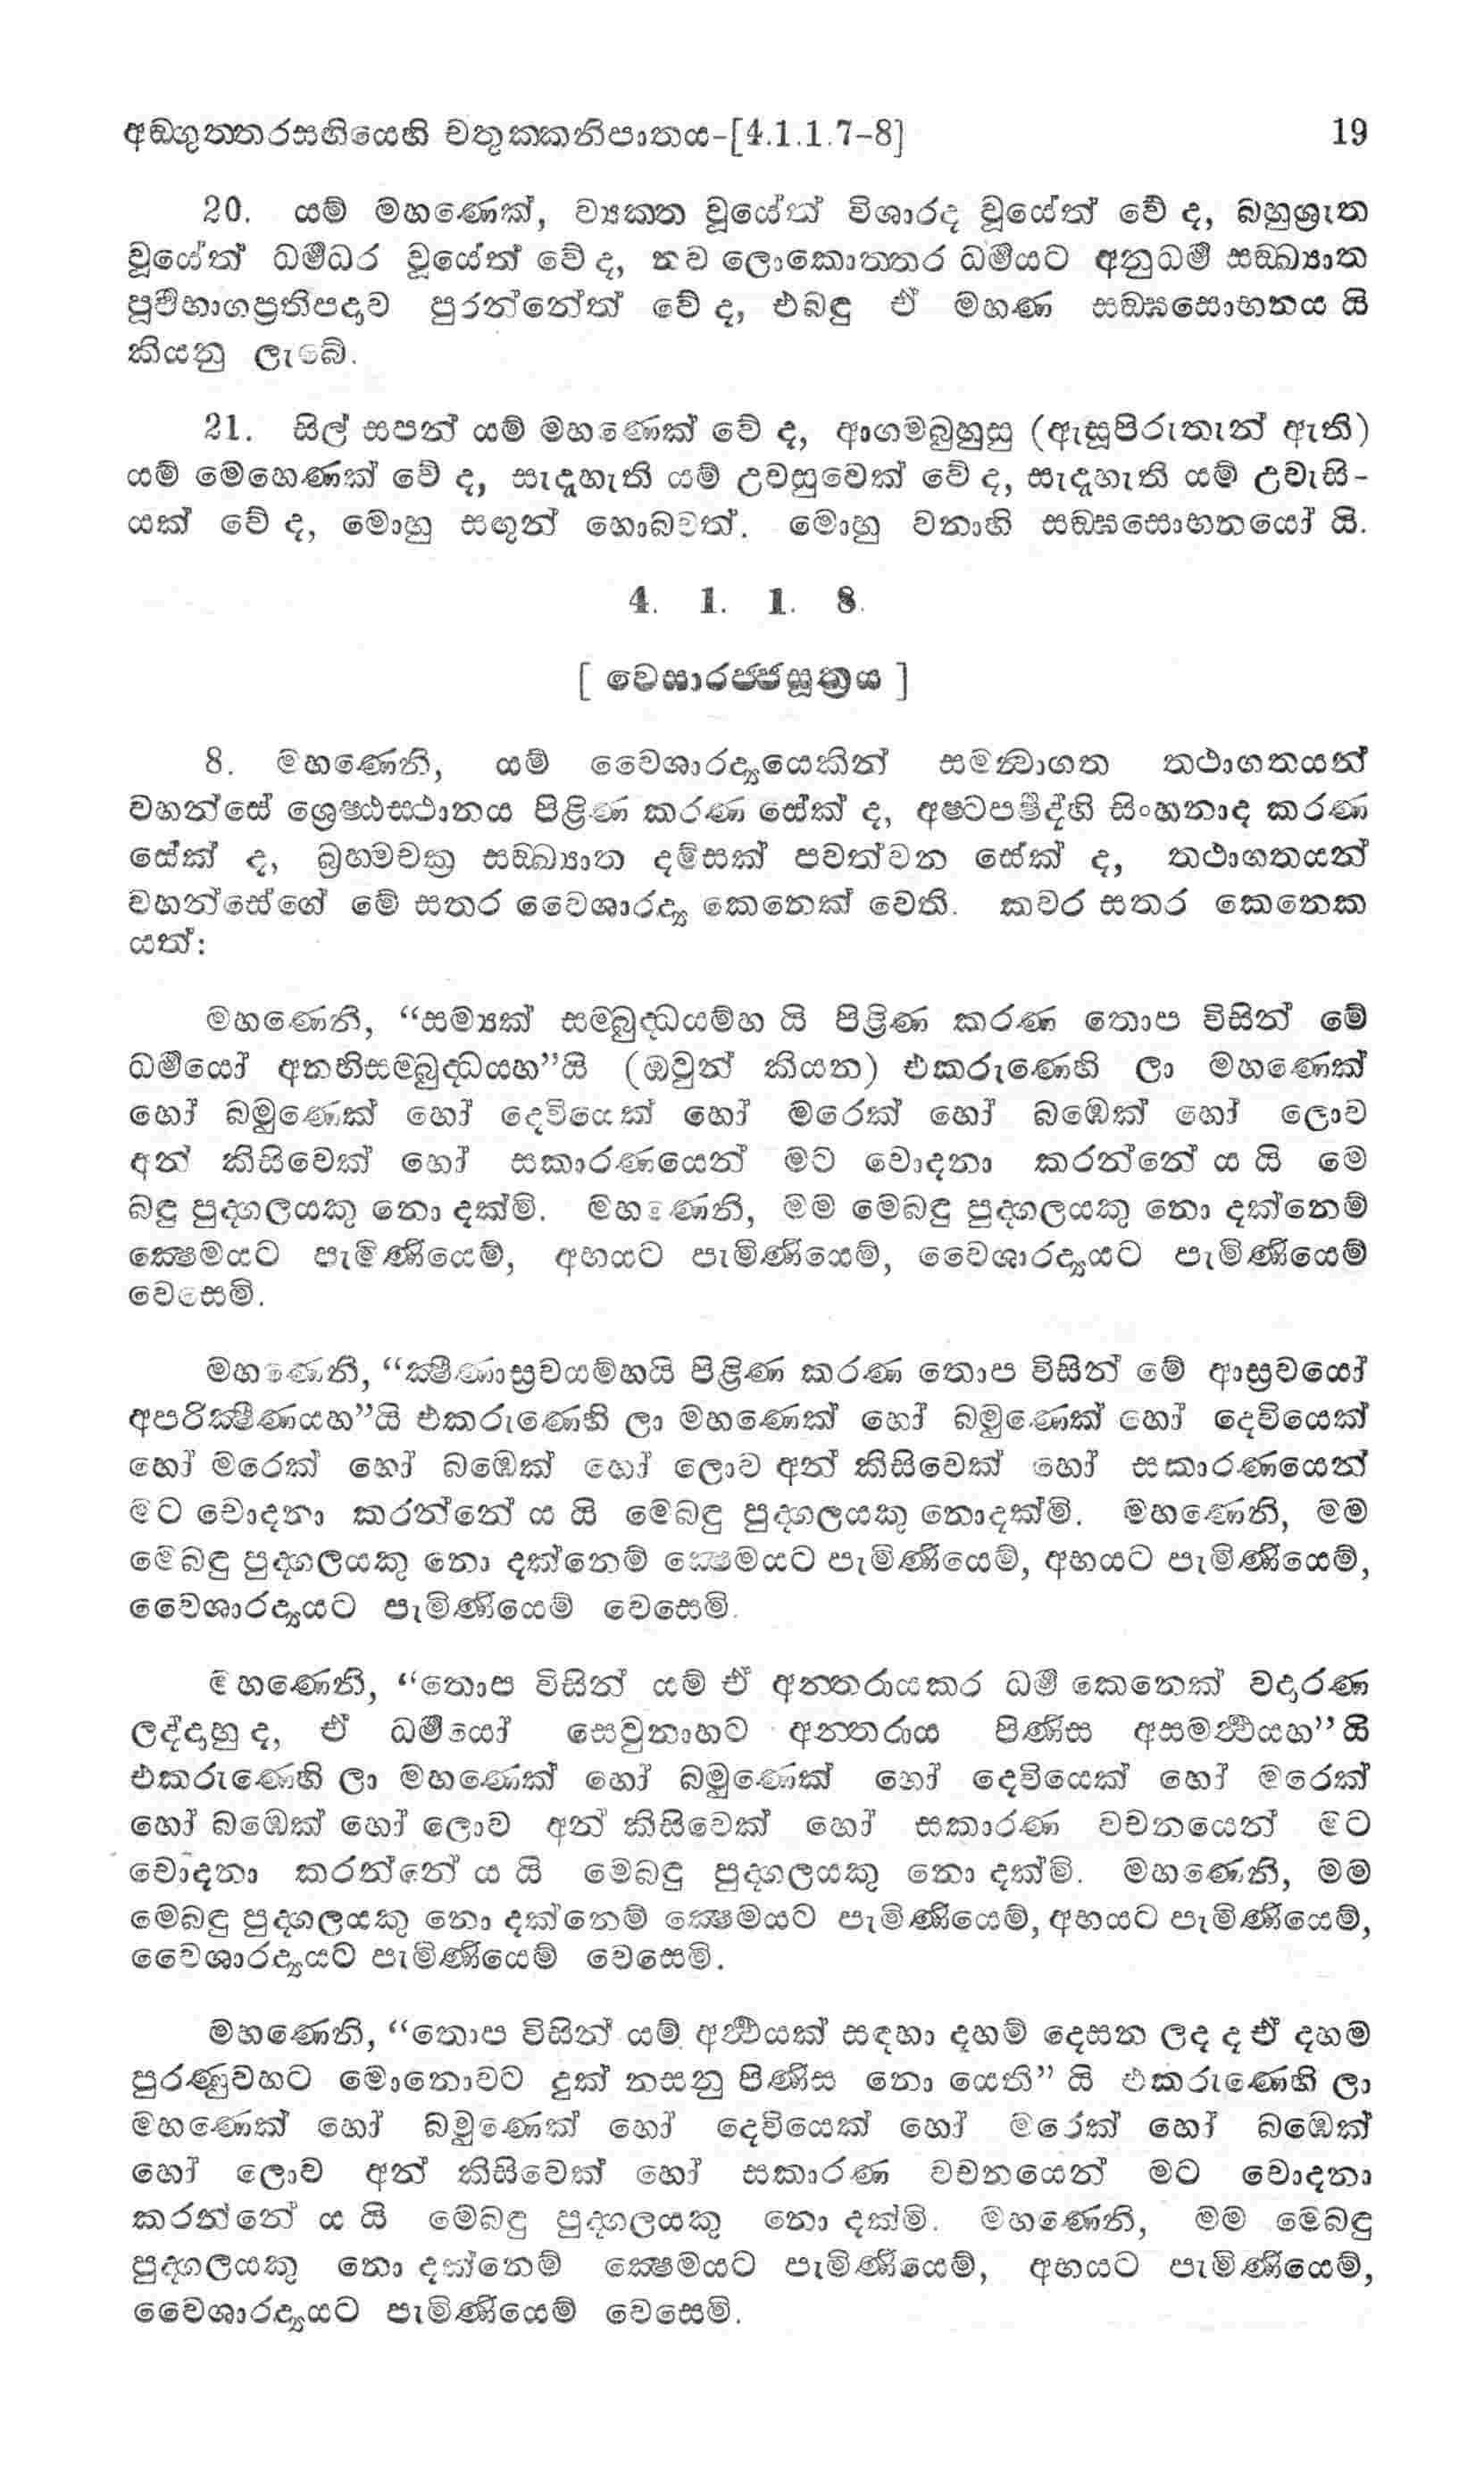 අඞ්ගුත්තරසඟියෙහි චතුක්කනිපාතය-[4.1.1.7-8] 19
20. යම් මහණෙක්, ව්‍යක්ත වූයේත් විශාරද වූයේත් වේ ද, බහුශ්‍රැත
වූයේත් ධර්‍මධර වූයේත් වේ ද, නව ලොකොත්තර ධර්‍මයට අනුධර්‍ම සඞ්ඛ්‍යාත
පූර්‍වභාගප්‍රතිපදාව පුරන්නේත් වේ ද, එබඳු ඒ මහණ සඞ්ඝසොභනය යි
කියනු ලැබේ.
21. සිල් සපන් යම් මහණෙක් වේ ද, ආගමබුහුසු (ඇසූපිරුතැන් ඇති)
යම් මෙහෙණක් වේ ද, සැදැහැති යම් උවසුවෙක් වේ ද, සැදැහැති යම් උවැසි-
යක් වේ ද, මොහු සඟුන් හොබවත්. මොහු වනාහි සඞ්ඝසොභනයෝ යි.
4. 1. 1. 8.
[ වෙසාරජ්ජසූත්‍රය ]
8. මහණෙනි, යම් වෛශාරද්‍යයෙකින් සමන්‍වාගත තථාගතයන්
වහන්සේ ශ්‍රෙෂ්ඨස්ථානය පිළිණ කරණ සේක් ද, අෂ්ටපර්‍ෂද්හි සිංහනාද කරණ
සේක් ද, බ්‍රහ්මචක්‍ර සඞ්ඛ්‍යාත දම්සක් පවත්වන සේක් ද, තථාගතයන්
වහන්සේගේ මේ සතර වෛශාරද්‍ය කෙනෙක් වෙති. කවර සතර කෙනෙක
යත්:
මහණෙනි, “සම්‍යක් සම්බුද්ධයම්හ යි පිළිණ කරණ තොප විසින් මේ
ධර්‍මයෝ අනභිසම්බුද්ධයහ”යි (ඔවුන් කියන) එකරුණෙහි ලා මහණෙක්
හෝ බමුණෙක් හෝ දෙවියෙක් හෝ මරෙක් හෝ බඹෙක් හෝ ලොව
අන් කිසිවෙක් හෝ සකාරණයෙන් මට චොදනා කරන්නේ ය යි මෙ
බඳු පුද්ගලයකු නො දක්මි. මහණෙනි, මම මෙබඳු පුද්ගලයකු නො දක්නෙම්
ක්‍ෂෙමයට පැමිණියෙම්, අභයට පැමිණියෙම්, වෛශාරද්‍යයට පැමිණියෙම්
වෙසෙමි.
මහණෙනි, “ක්‍ෂීණාස්‍රවයම්හයි පිළිණ කරණ තොප විසින් මේ ආස්‍රවයෝ
අපරික්‍ෂීණයහ”යි එකරුණෙහි ලා මහණෙක් හෝ බමුණෙක් හෝ දෙවියෙක්
හෝ මරෙක් හෝ බඹෙක් හෝ ලොව අන් කිසිවෙක් හෝ සකාරණයෙන්
මට චොදනා කරන්නේ ය යි මෙබඳු පුද්ගලයකු නොදක්මි. මහණෙනි, මම
මෙබඳු පුද්ගලයකු නො දක්නෙම් ක්‍ෂෙමයට පැමිණියෙම්, අභයට පැමිණියෙම්,
වෛශාරද්‍යයට පැමිණියෙම් වෙසෙමි.
මහණෙනි, “තොප විසින් යම් ඒ අන්තරායකර ධර්‍ම කෙනෙක් වදාරණ
ලද්දාහු ද, ඒ ධර්‍මයෝ සෙවුනාහට අන්තරාය පිණිස අසමර්‍ත්‍ථයහ”යි
එකරුණෙහි ලා මහණෙක් හෝ බමුණෙක් හෝ දෙවියෙක් හෝ මරෙක්
හෝ බඹෙක් හෝ ලොව අන් කිසිවෙක් හෝ සකාරණ වචනයෙන් මට
චොදනා කරන්නේ ය යි මෙබඳු පුද්ගලයකු නො දක්මි. මහණෙනි, මම
මෙබඳු පුද්ගලයකු නො දක්නෙම් ක්‍ෂෙමයට පැමිණියෙම්, අභයට පැමිණියෙම්,
වෛශාරද්‍යයට පැමිණියෙම් වෙසෙමි.
මහණෙනි, “තොප විසින් යම් අර්‍ත්‍ථයක් සඳහා දහම් දෙසන ලද ද ඒ දහම
පුරණුවහට මොනොවට දුක් නසනු පිණිස නො යෙති” යි එකරුණෙහි ලා
මහණෙක් හෝ බමුණෙක් හෝ දෙවියෙක් හෝ මරෙක් හෝ බඹෙක්
හෝ ලොව අන් කිසිවෙක් හෝ සකාරණ වචනයෙන් මට චොදනා
කරන්නේ ය යි මෙබඳු පුද්ගලයකු නො දක්මි. මහණෙනි, මම මෙබඳු
පුද්ගලයකු නො දක්නෙම් ක්‍ෂෙමයට පැමිණියෙම්, අභයට පැමිණියෙම්,
වෛශාරද්‍යයට පැමිණියෙම් වෙසෙමි.